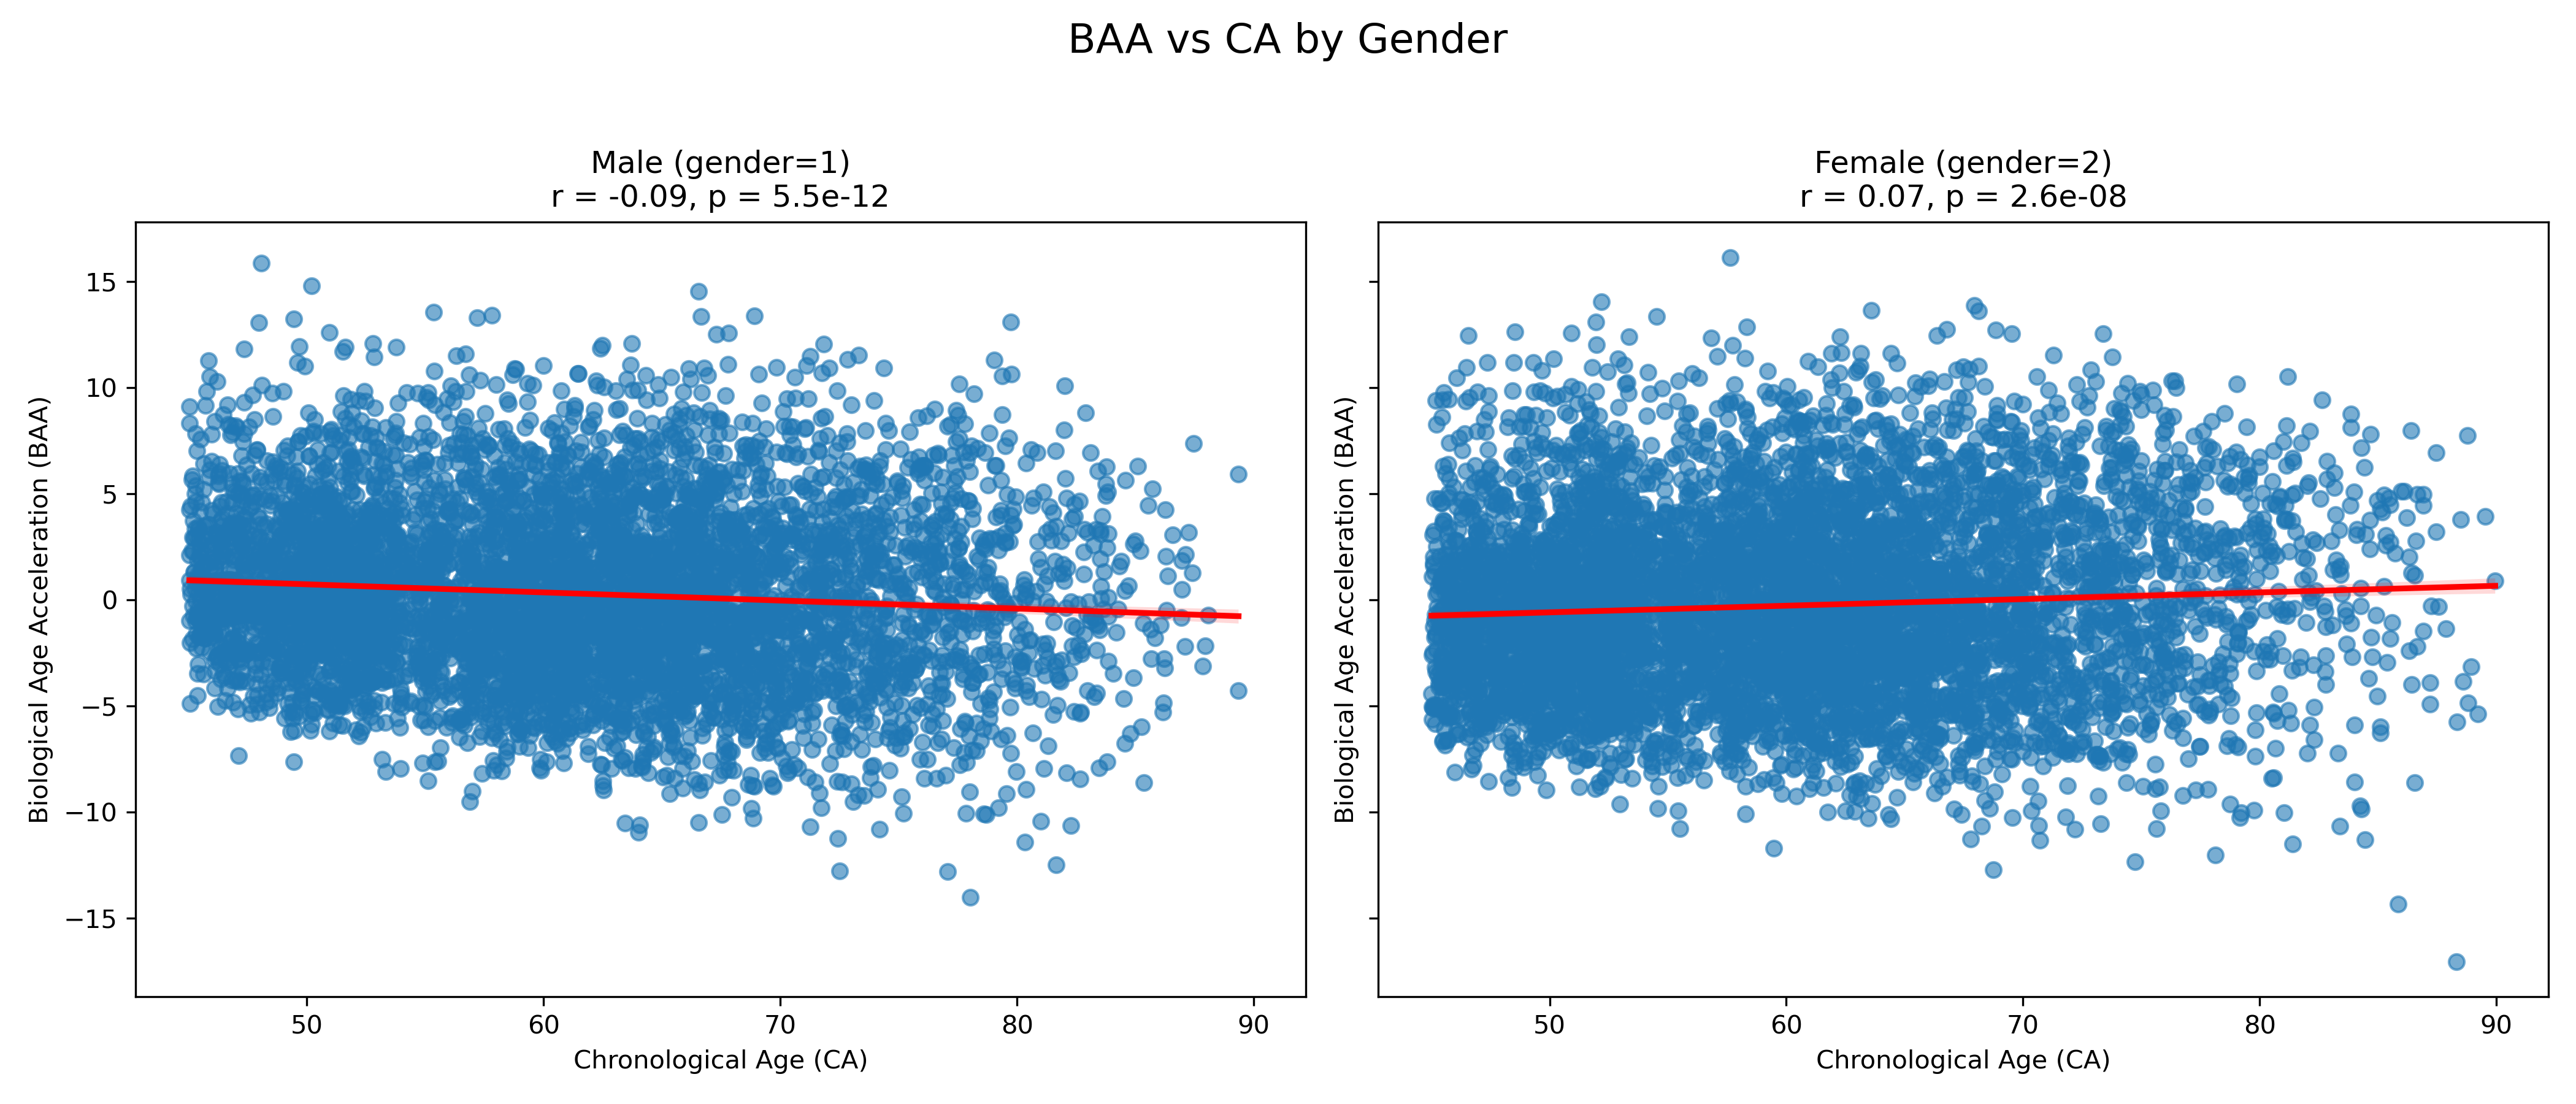 BAA vs CA by Gender
Male (gender=1)
r = -0.09, p = 5.5e-12
Biological Age Acceleration (BAA)
15
10
5
0
−5
−10
−15
50
60
70
80
90
Chronological Age (CA)
Female (gender=2)
r = 0.07, p = 2.6e-08
Biological Age Acceleration (BAA)
50
60
70
80
90
Chronological Age (CA)